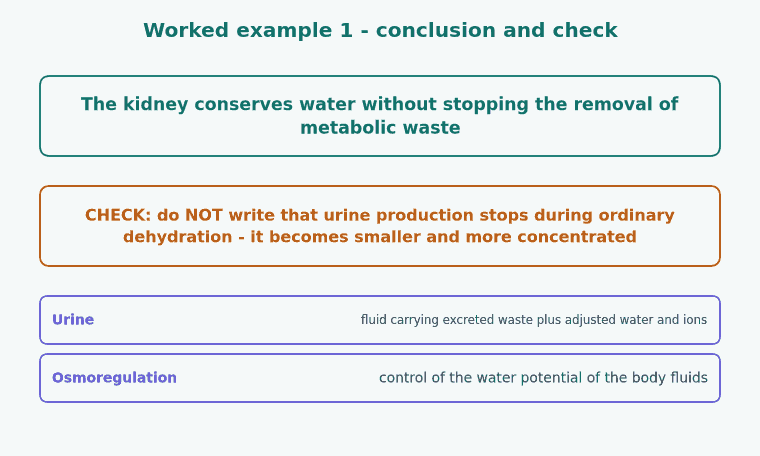 Worked example 1 - conclusion and check
The kidney conserves water without stopping the removal of
metabolic waste
CHECK: do NOT write that urine production stops during ordinary
dehydration - it becomes smaller and more concentrated
Urine fluid carrying excreted waste plus adjusted water and ions
Osmoregulation control of the water potential of the body fluids